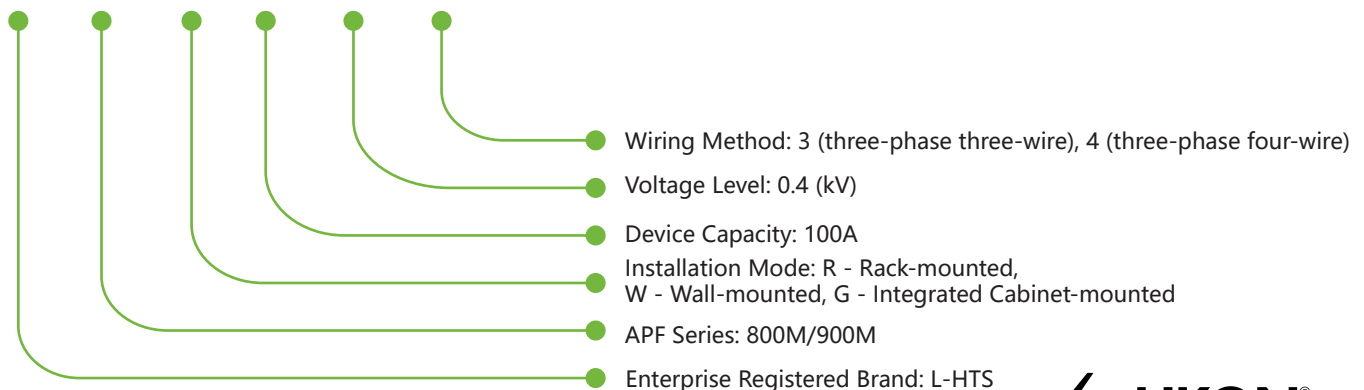 Wiring Method: 3 (three-phase three-wire), 4 (three-phase four-wire)
Voltage Level: 0.4 (kV)
Device Capacity: 100A
Installation Mode: R - Rack-mounted,
W - Wall-mounted, G - Integrated Cabinet-mounted
APF Series: 800M/900M
Enterprise Registered Brand: L-HTS